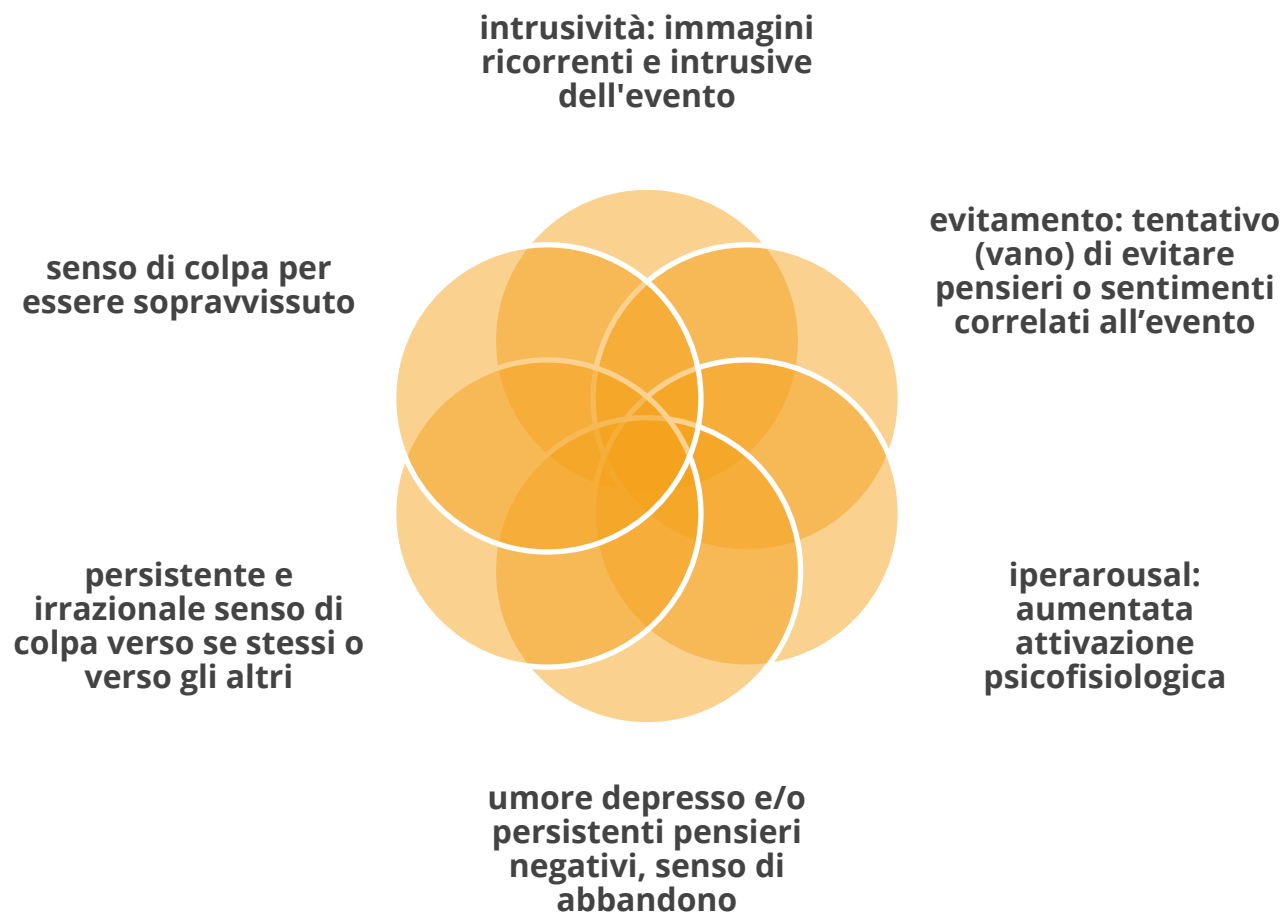 intrusività: immagini
ricorrenti e intrusive
dell'evento
evitamento: tentativo
(vano) di evitare
pensieri o sentimenti
correlati all’evento
iperarousal:
aumentata
attivazione
psicofisiologica
umore depresso e/o
persistenti pensieri
negativi, senso di
abbandono
persistente e
irrazionale senso di
colpa verso se stessi o
verso gli altri
senso di colpa per
essere sopravvissuto